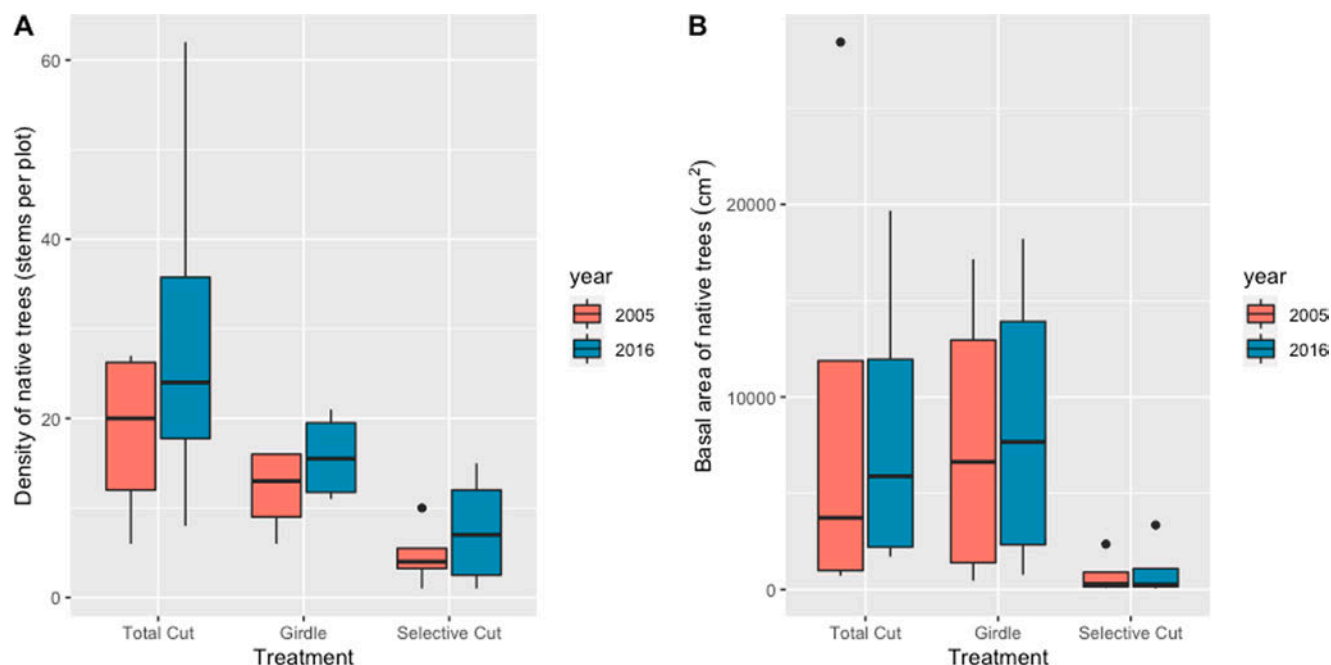 A
Density of native trees (stems per plot)
60
40
20
0
Total Cut
Girdle
Selective Cut
Treatment
year
2005
2016
B
Basal area of native trees (cm²)
20000
10000
0
Total Cut
Girdle
Selective Cut
Treatment
year
2005
2016